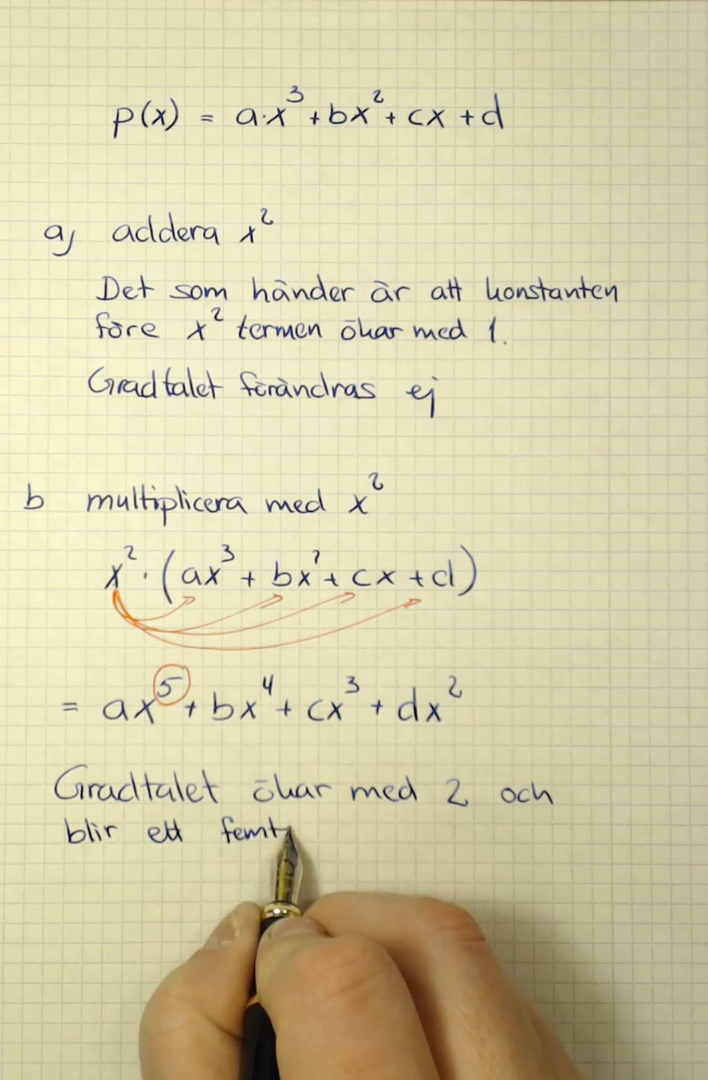 p(x) = a·x³ + bx² + cx + d
a) addera x²
Det som händer är att konstanten
före x² termen ökar med 1.
Gradtalet förändras ej
b multiplicera med x²
x² · (ax³ + bx² + cx + d)
= ax⁵ + bx⁴ + cx³ + dx²
Gradtalet ökar med 2 och
blir ett femt